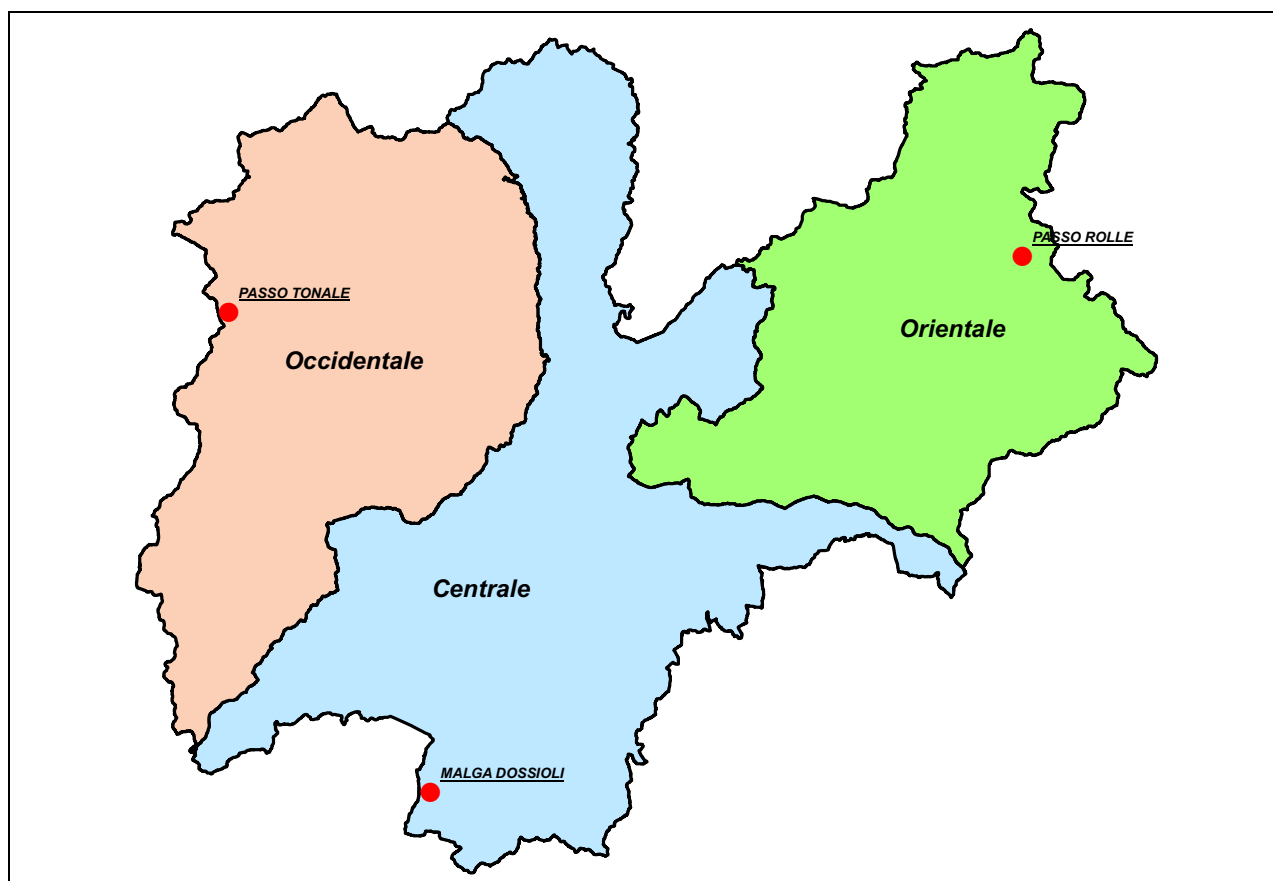 PASSO ROLLE
PASSO TONALE
Orientale
Occidentale
Centrale
MALGA DOSSIOLI